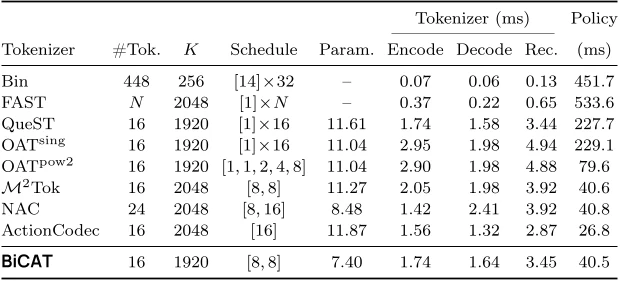 Tokenizer (ms) Policy
Tokenizer #Tok. K Schedule Param. Encode Decode Rec. (ms)
Bin 448 256 [14]×32 – 0.07 0.06 0.13 451.7
FAST N 2048 [1]×N – 0.37 0.22 0.65 533.6
QueST 16 1920 [1]×16 11.61 1.74 1.58 3.44 227.7
OATsing 16 1920 [1]×16 11.04 2.95 1.98 4.94 229.1
OATpow2 16 1920 [1, 1, 2, 4, 8] 11.04 2.90 1.98 4.88 79.6
M2Tok 16 2048 [8, 8] 11.27 2.05 1.98 3.92 40.6
NAC 24 2048 [8, 16] 8.48 1.42 2.41 3.92 40.8
ActionCodec 16 2048 [16] 11.87 1.56 1.32 2.87 26.8
BiCAT 16 1920 [8, 8] 7.40 1.74 1.64 3.45 40.5